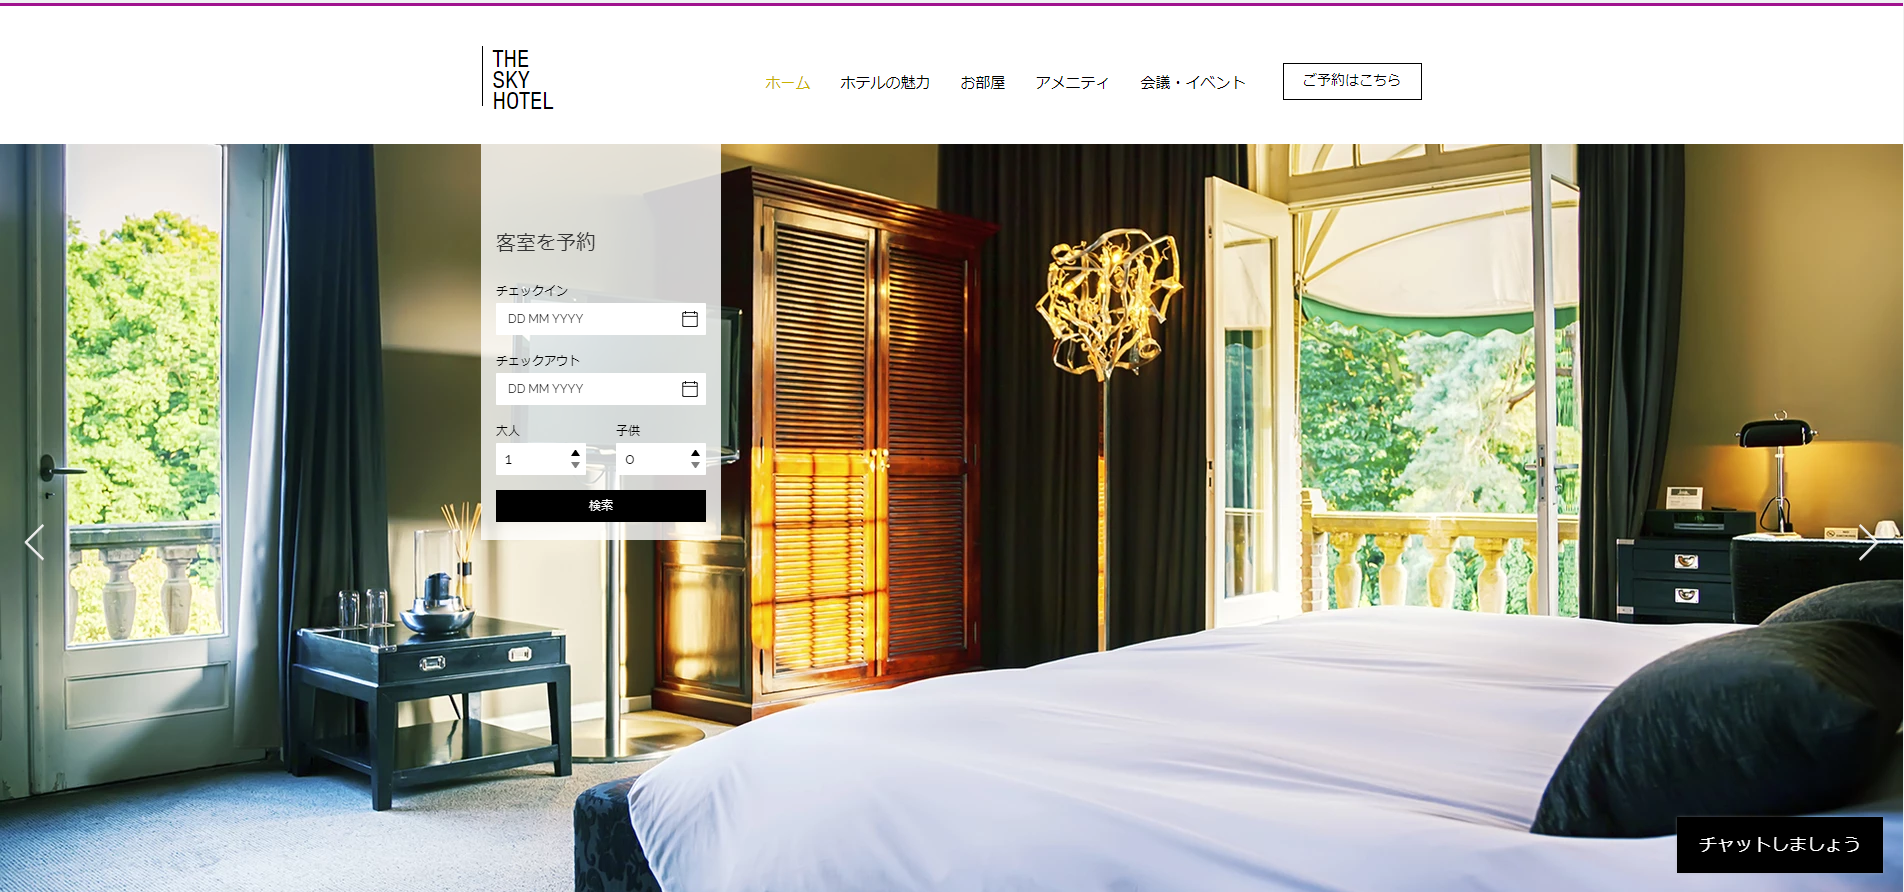 THE
SKY
HOTEL
ホーム
ホテルの魅力
お部屋
アメニティ
会議・イベント
ご予約はこちら
客室を予約
チェックイン
DD MM YYYY
チェックアウト
DD MM YYYY
大人
子供
1
0
検索
チャットしましょう